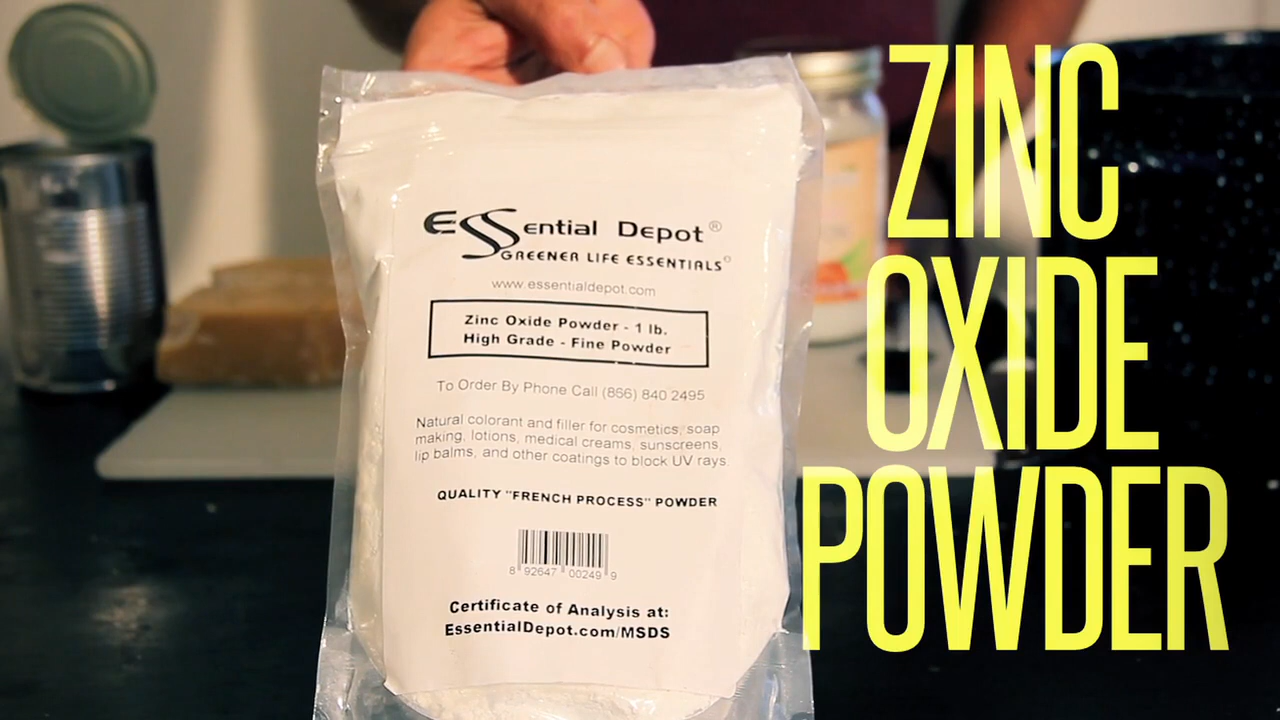 Essential Depot®
GREENER LIFE ESSENTIALS
www.essentialdepot.com
Zinc Oxide Powder - 1 lb.
High Grade - Fine Powder
To Order By Phone Call (866) 840 2495
Natural colorant and filler for cosmetics, soap
making, lotions, medical creams, sunscreens,
lip balms, and other coatings to block UV rays.
QUALITY "FRENCH PROCESS" POWDER
8 92647 00249 9
Certificate of Analysis at:
EssentialDepot.com/MSDS
ZINC
OXIDE
POWDER